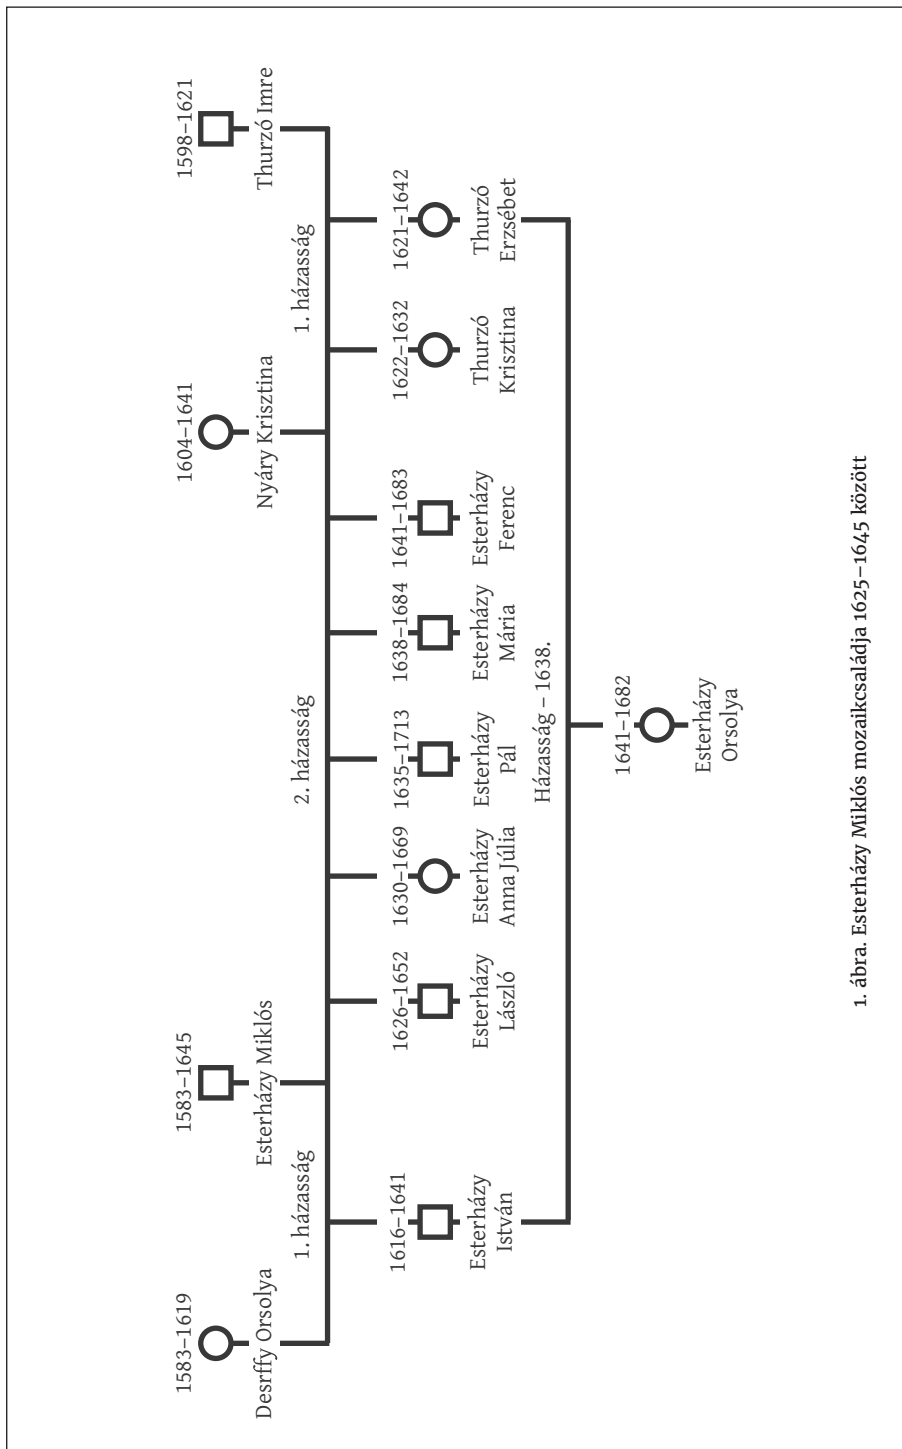 1583–1619
Desrffy Orsolya
1. házasság
1583–1645
Esterházy Miklós
2. házasság
1604–1641
Nyáry Krisztina
1. házasság
1598–1621
Thurzó Imre
1616–1641
Esterházy
István
1626–1652
Esterházy
László
1630–1669
Esterházy
Anna Júlia
1635–1713
Esterházy
Pál
1638–1684
Esterházy
Mária
1641–1683
Esterházy
Ferenc
1622–1632
Thurzó
Krisztina
1621–1642
Thurzó
Erzsébet
Házasság – 1638.
1641–1682
Esterházy
Orsolya
1. ábra. Esterházy Miklós mozaikcsaládja 1625–1645 között